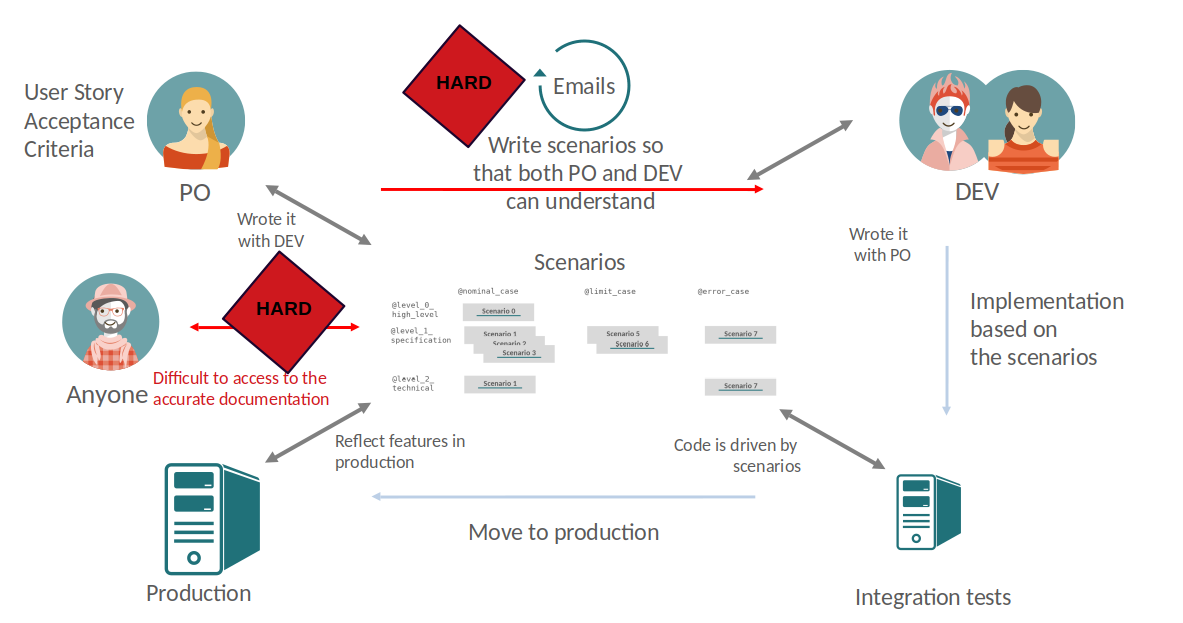 User Story
Acceptance
Criteria
PO
HARD
Emails
Write scenarios so
that both PO and DEV
can understand
DEV
Wrote it
with DEV
Wrote it
with PO
Scenarios
@nominal_case
@limit_case
@error_case
@level_0_
high_level
Scenario 0
@level_1_
specification
Scenario 1
Scenario 2
Scenario 3
Scenario 5
Scenario 6
Scenario 7
@level_2_
technical
Scenario 1
Scenario 7
HARD
Anyone
Difficult to access to the
accurate documentation
Implementation
based on
the scenarios
Reflect features in
production
Code is driven by
scenarios
Move to production
Production
Integration tests